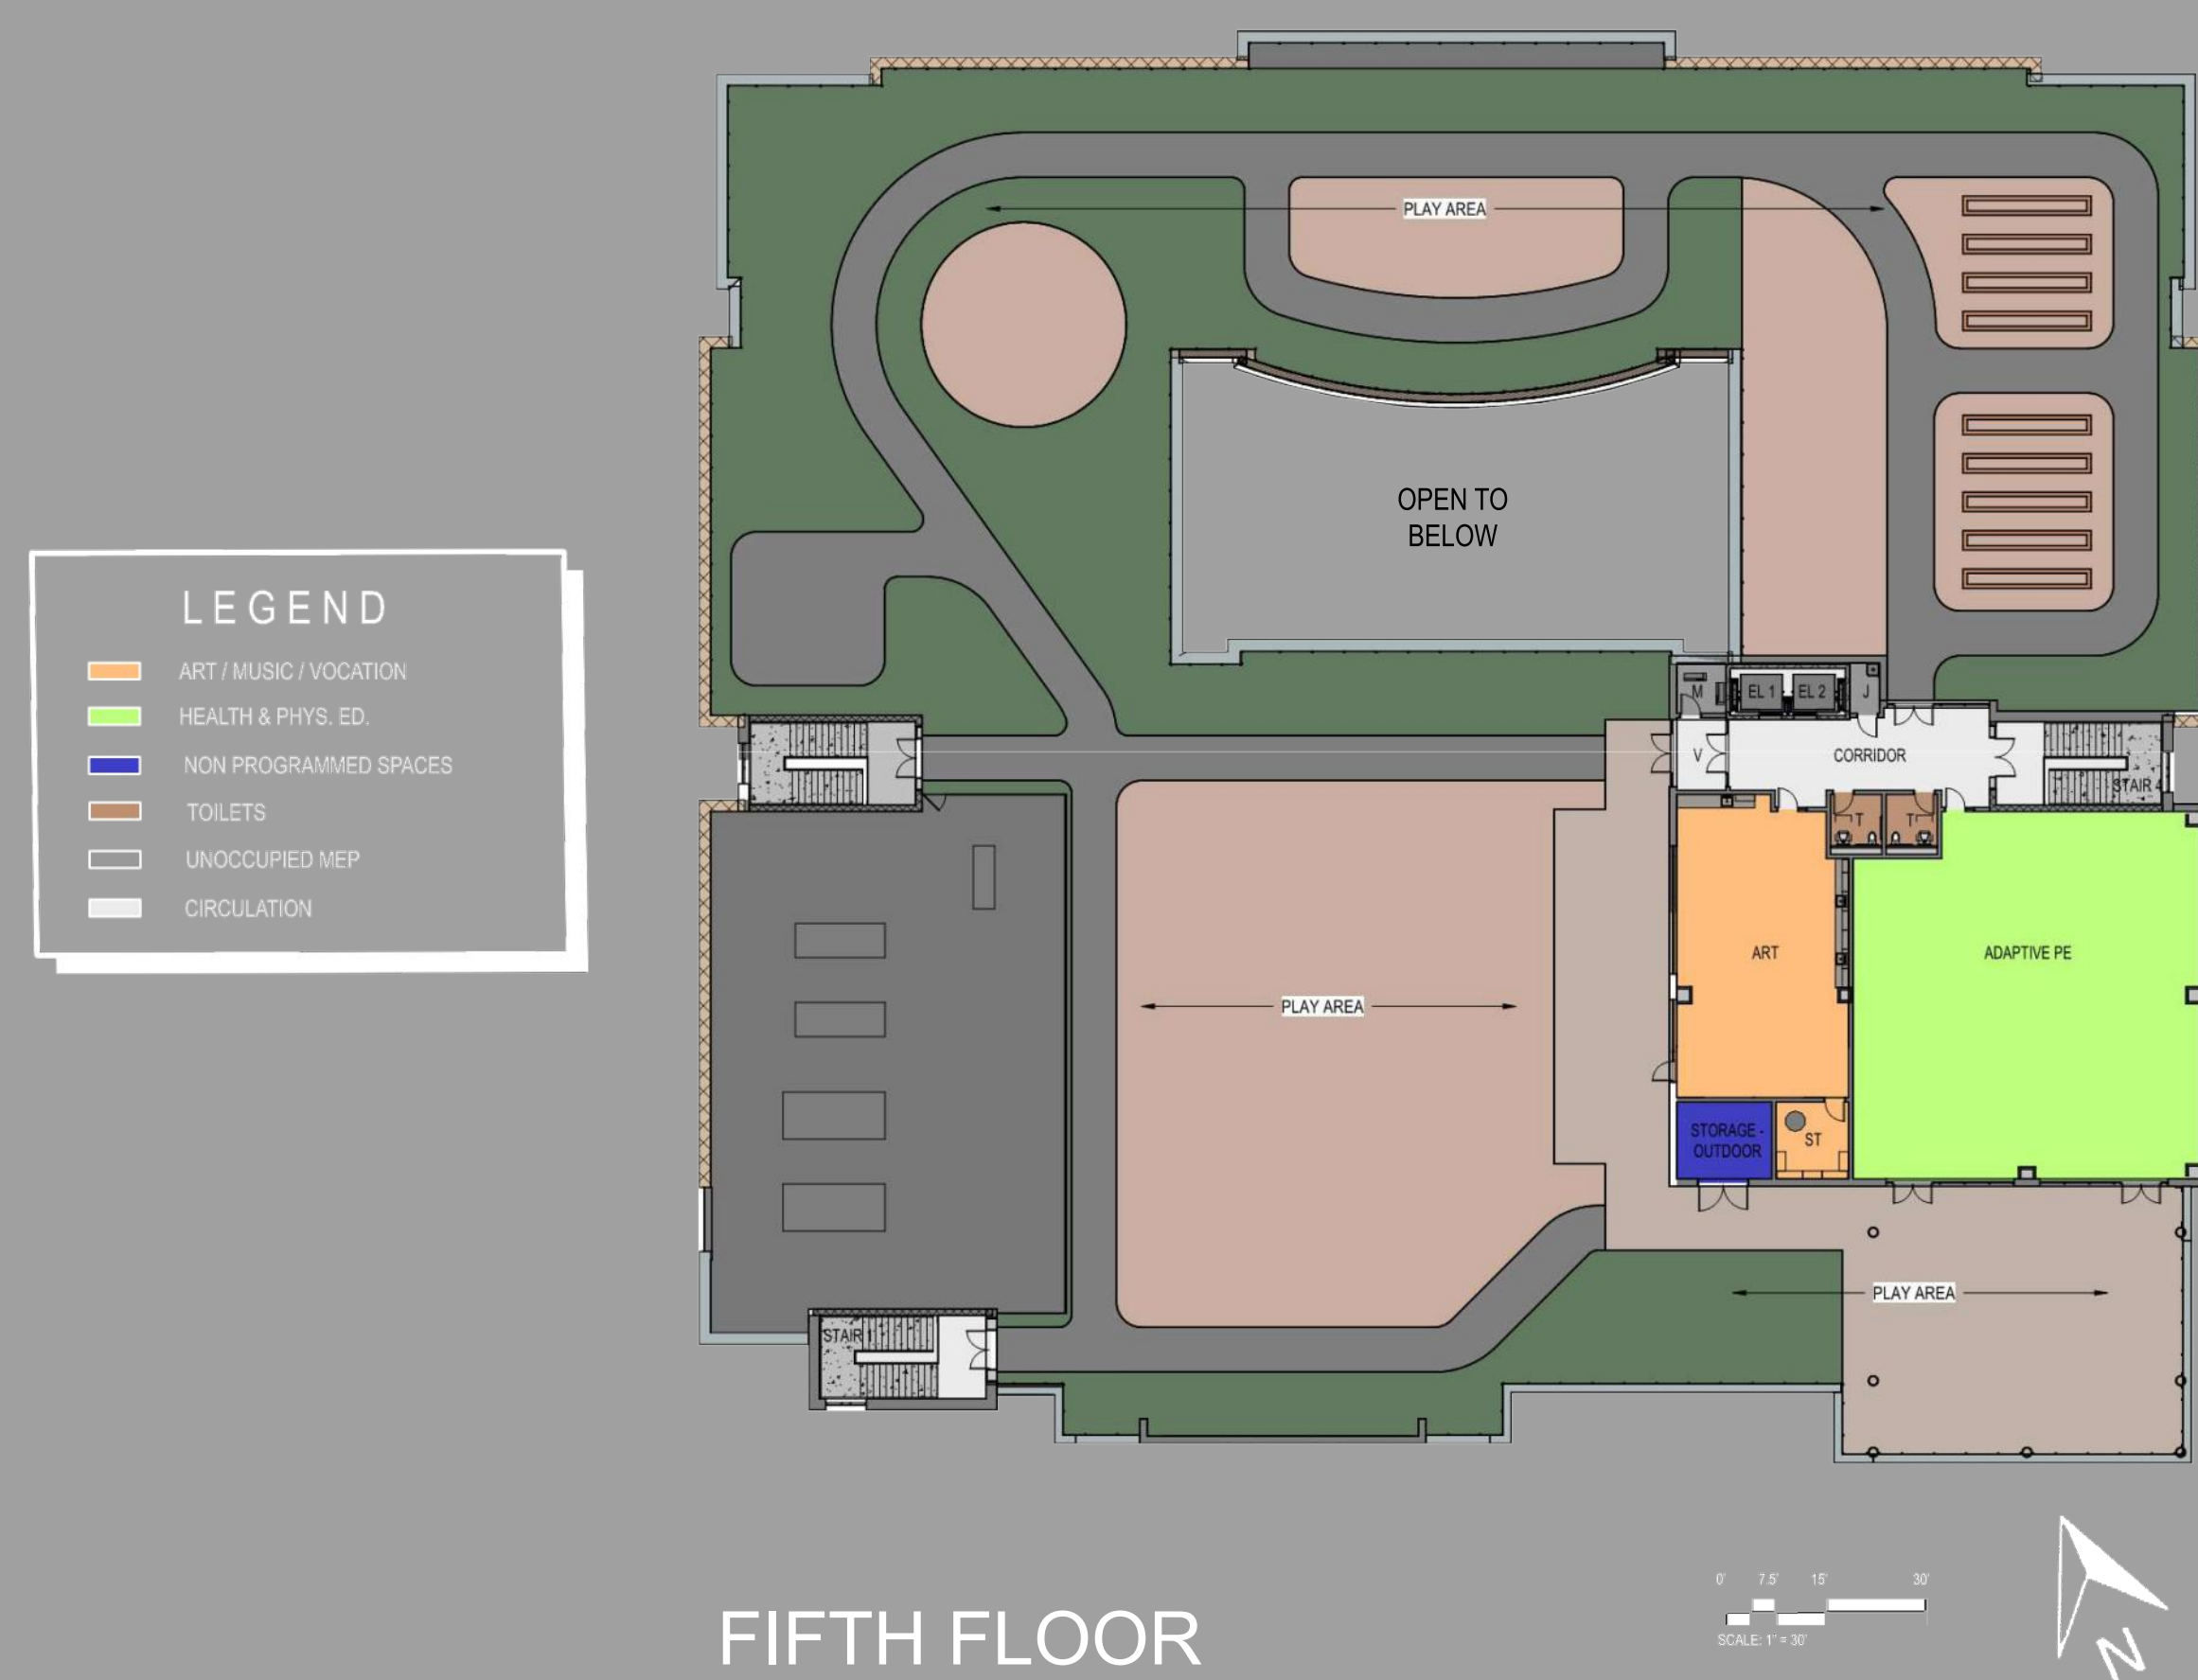 PLAY AREA
OPEN TO
BELOW
LEGEND
ART / MUSIC / VOCATION
HEALTH & PHYS. ED.
NON PROGRAMMED SPACES
TOILETS
UNOCCUPIED MEP
CIRCULATION
M
EL 1
EL 2
J
V
CORRIDOR
STAIR 4
T
T
ART
ADAPTIVE PE
PLAY AREA
STORAGE -
OUTDOOR
ST
PLAY AREA
STAIR 1
0' 7.5' 15' 30'
SCALE: 1" = 30'
N
FIFTH FLOOR